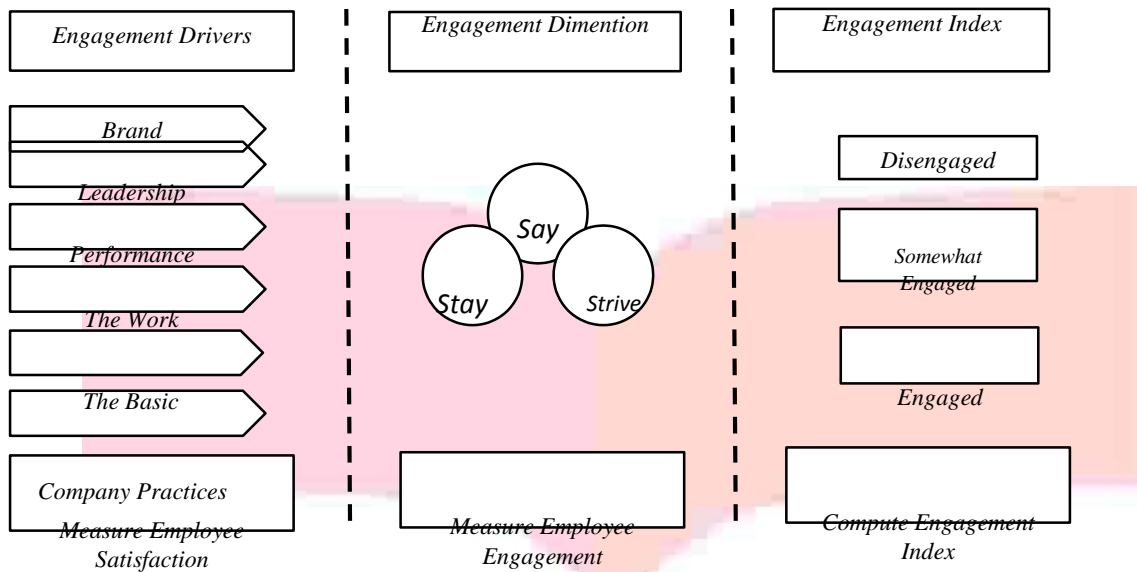 Engagement Drivers
Brand
Leadership
Performance
The Work
The Basic
Company Practices
Measure Employee
Satisfaction
Engagement Dimention
Say
Stay
Strive
Measure Employee
Engagement
Engagement Index
Disengaged
Somewhat
Engaged
Engaged
Compute Engagement
Index